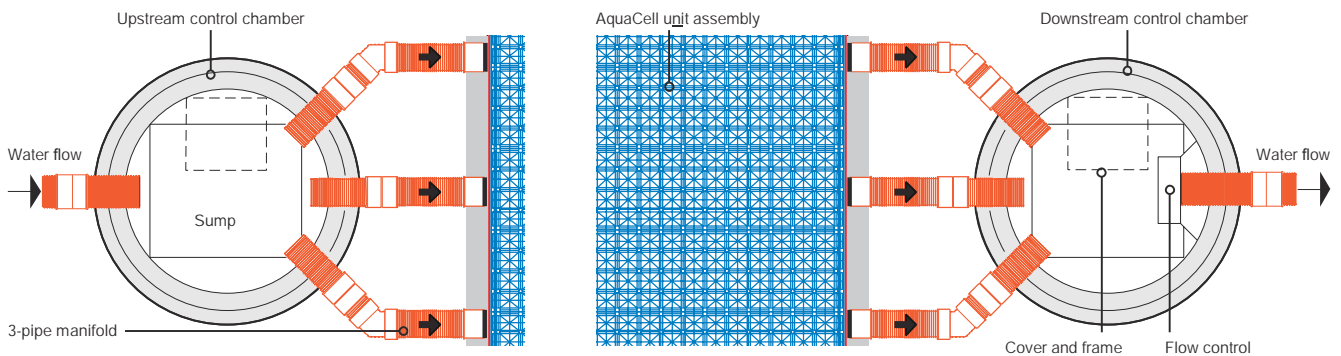 Upstream control chamber
AquaCell unit assembly
Downstream control chamber
Water flow
Water flow
Sump
3-pipe manifold
Cover and frame
Flow control